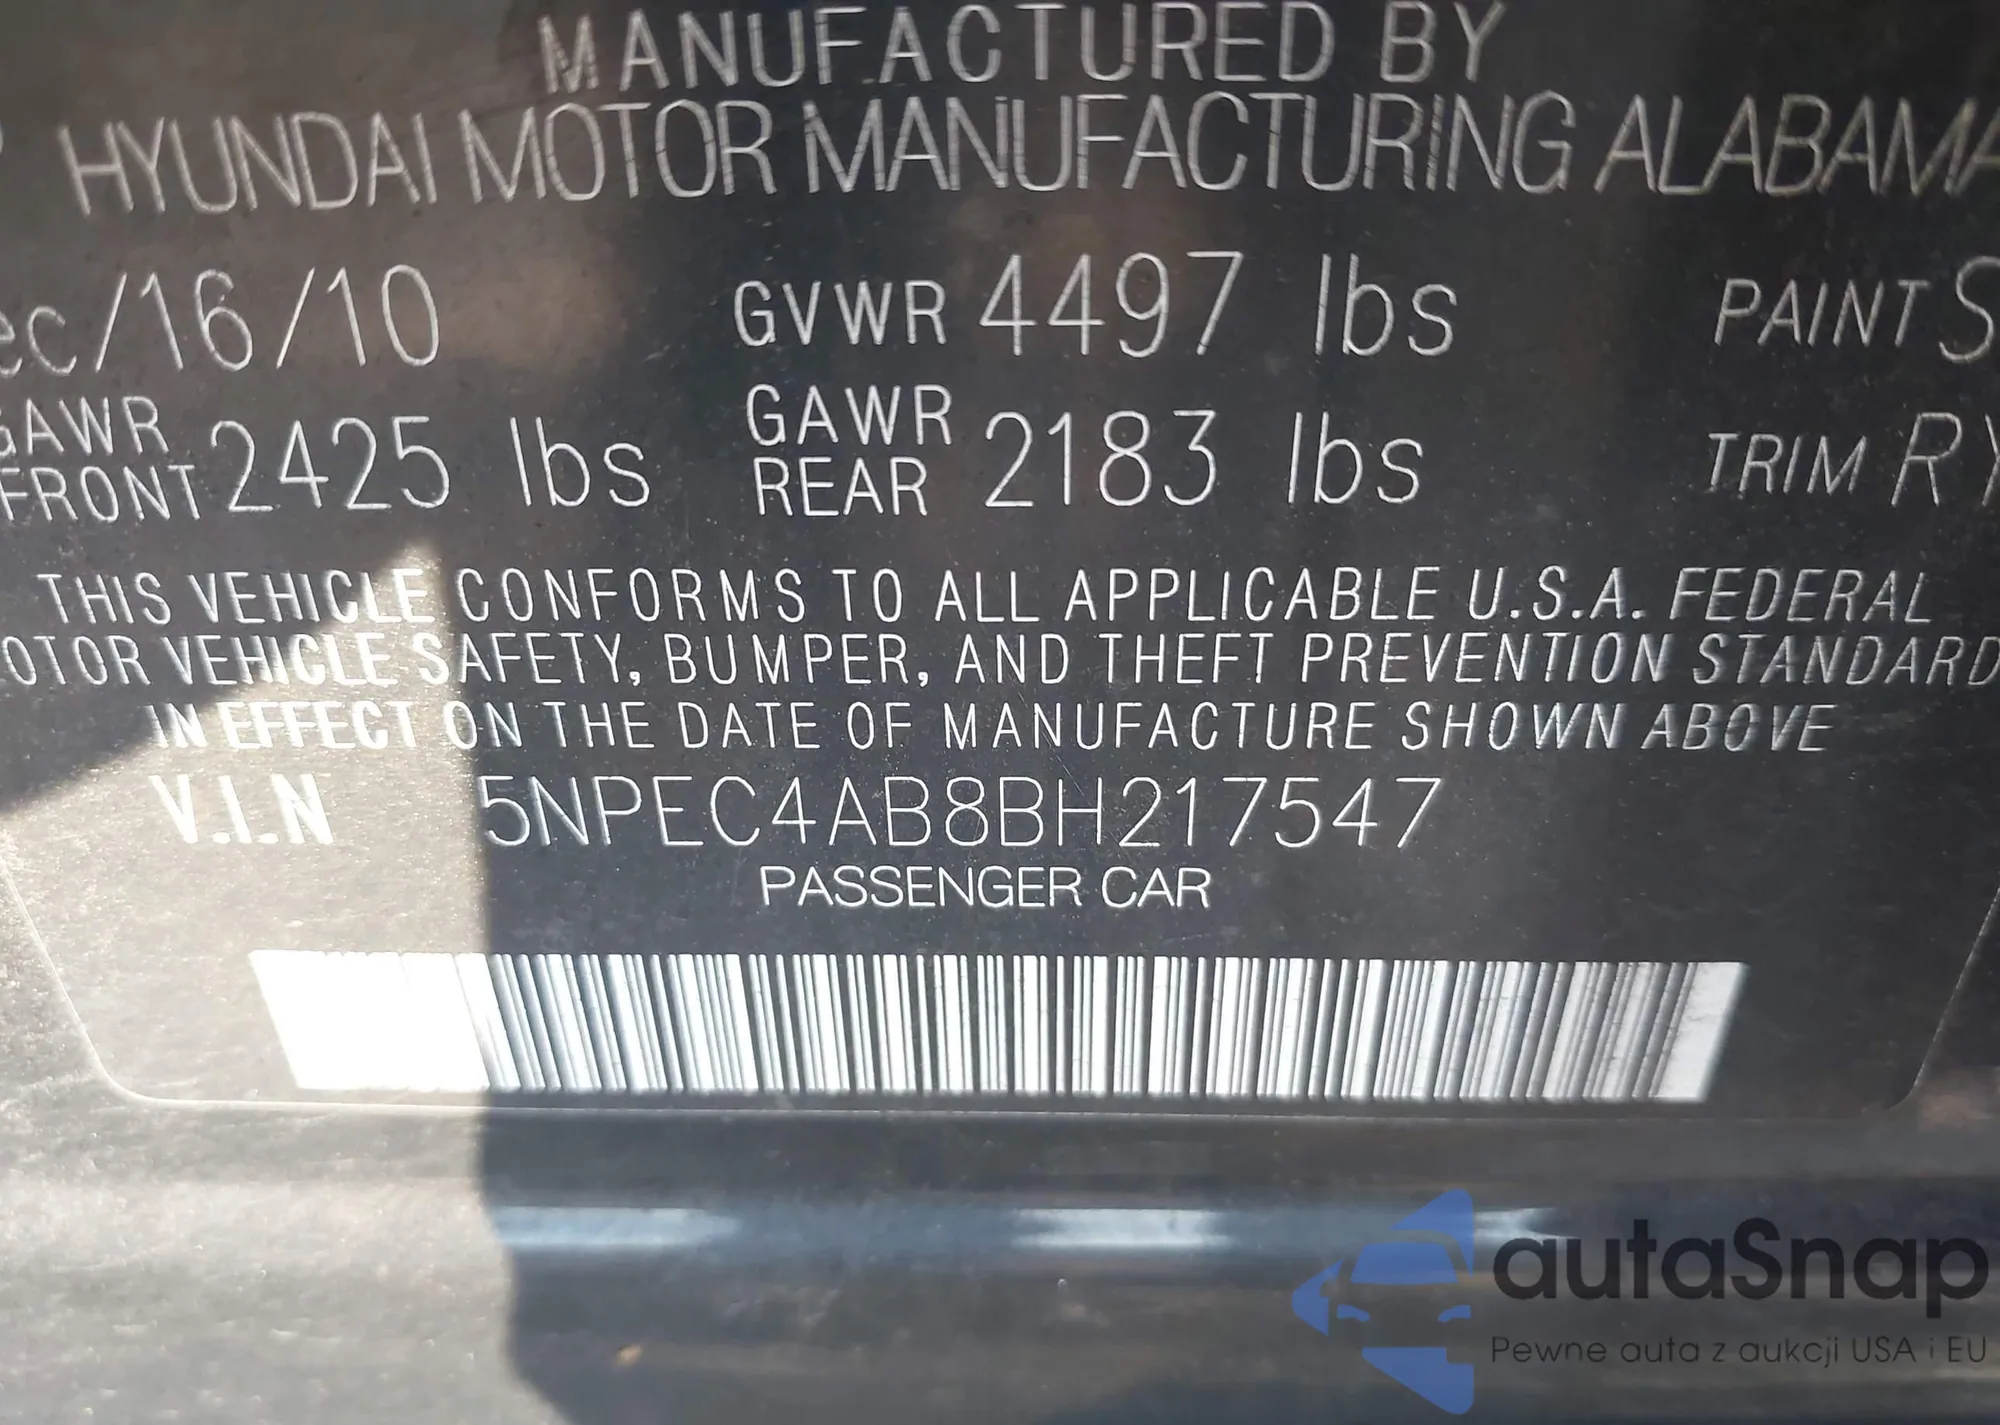 MANUFACTURED BY
HYUNDAI MOTOR MANUFACTURING ALABAMA
ec/16/10 GVWR 4497 lbs PAINT S
GAWR FRONT 2425 lbs GAWR REAR 2183 lbs TRIM RY
THIS VEHICLE CONFORMS TO ALL APPLICABLE U.S.A. FEDERAL
OTOR VEHICLE SAFETY, BUMPER, AND THEFT PREVENTION STANDARD
IN EFFECT ON THE DATE OF MANUFACTURE SHOWN ABOVE
V.I.N 5NPEC4AB8BH217547
PASSENGER CAR
autaSnap
Pewne auta z aukcji USA i EU